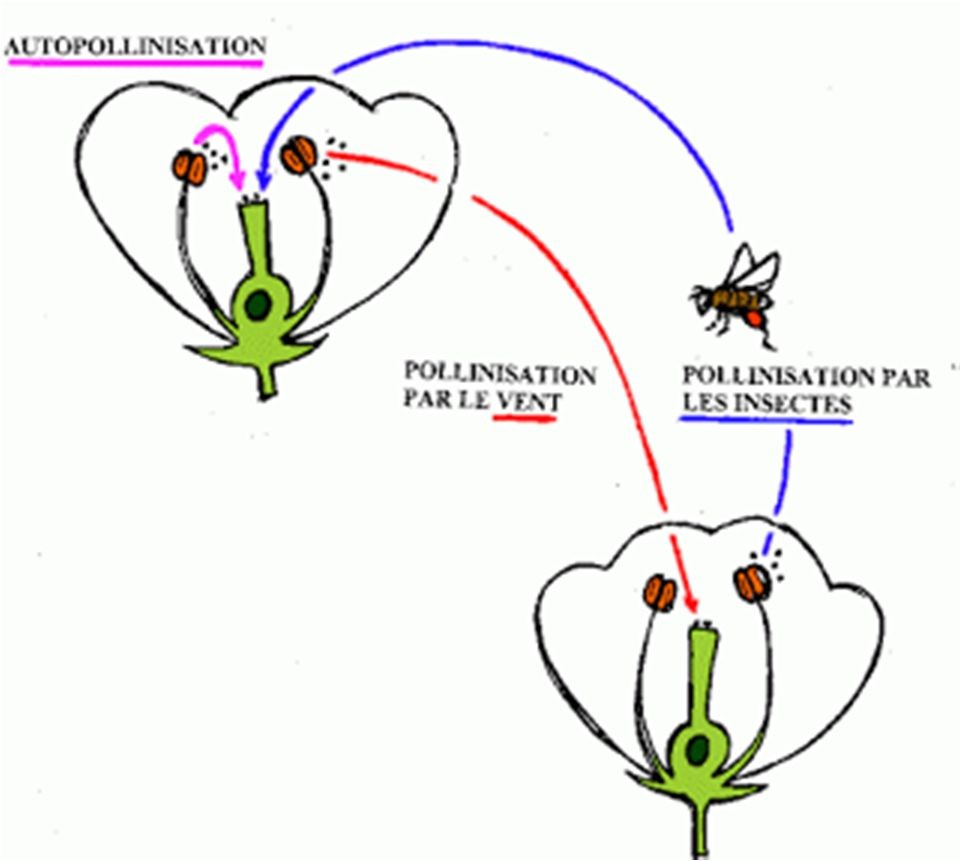 AUTOPOLLINISATION
POLLINISATION
PAR LE VENT
POLLINISATION PAR
LES INSECTES